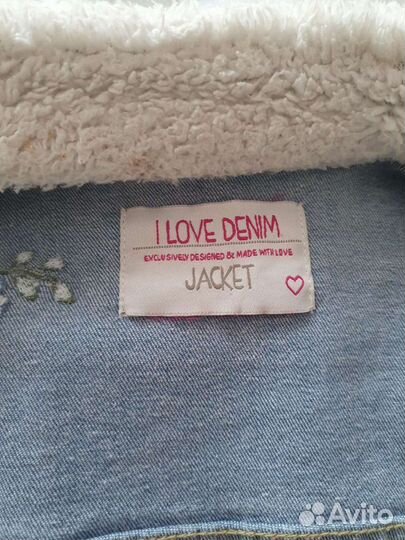 I LOVE DENIM
EXCLUSIVELY DESIGNED & MADE WITH LOVE
JACKET
Avito